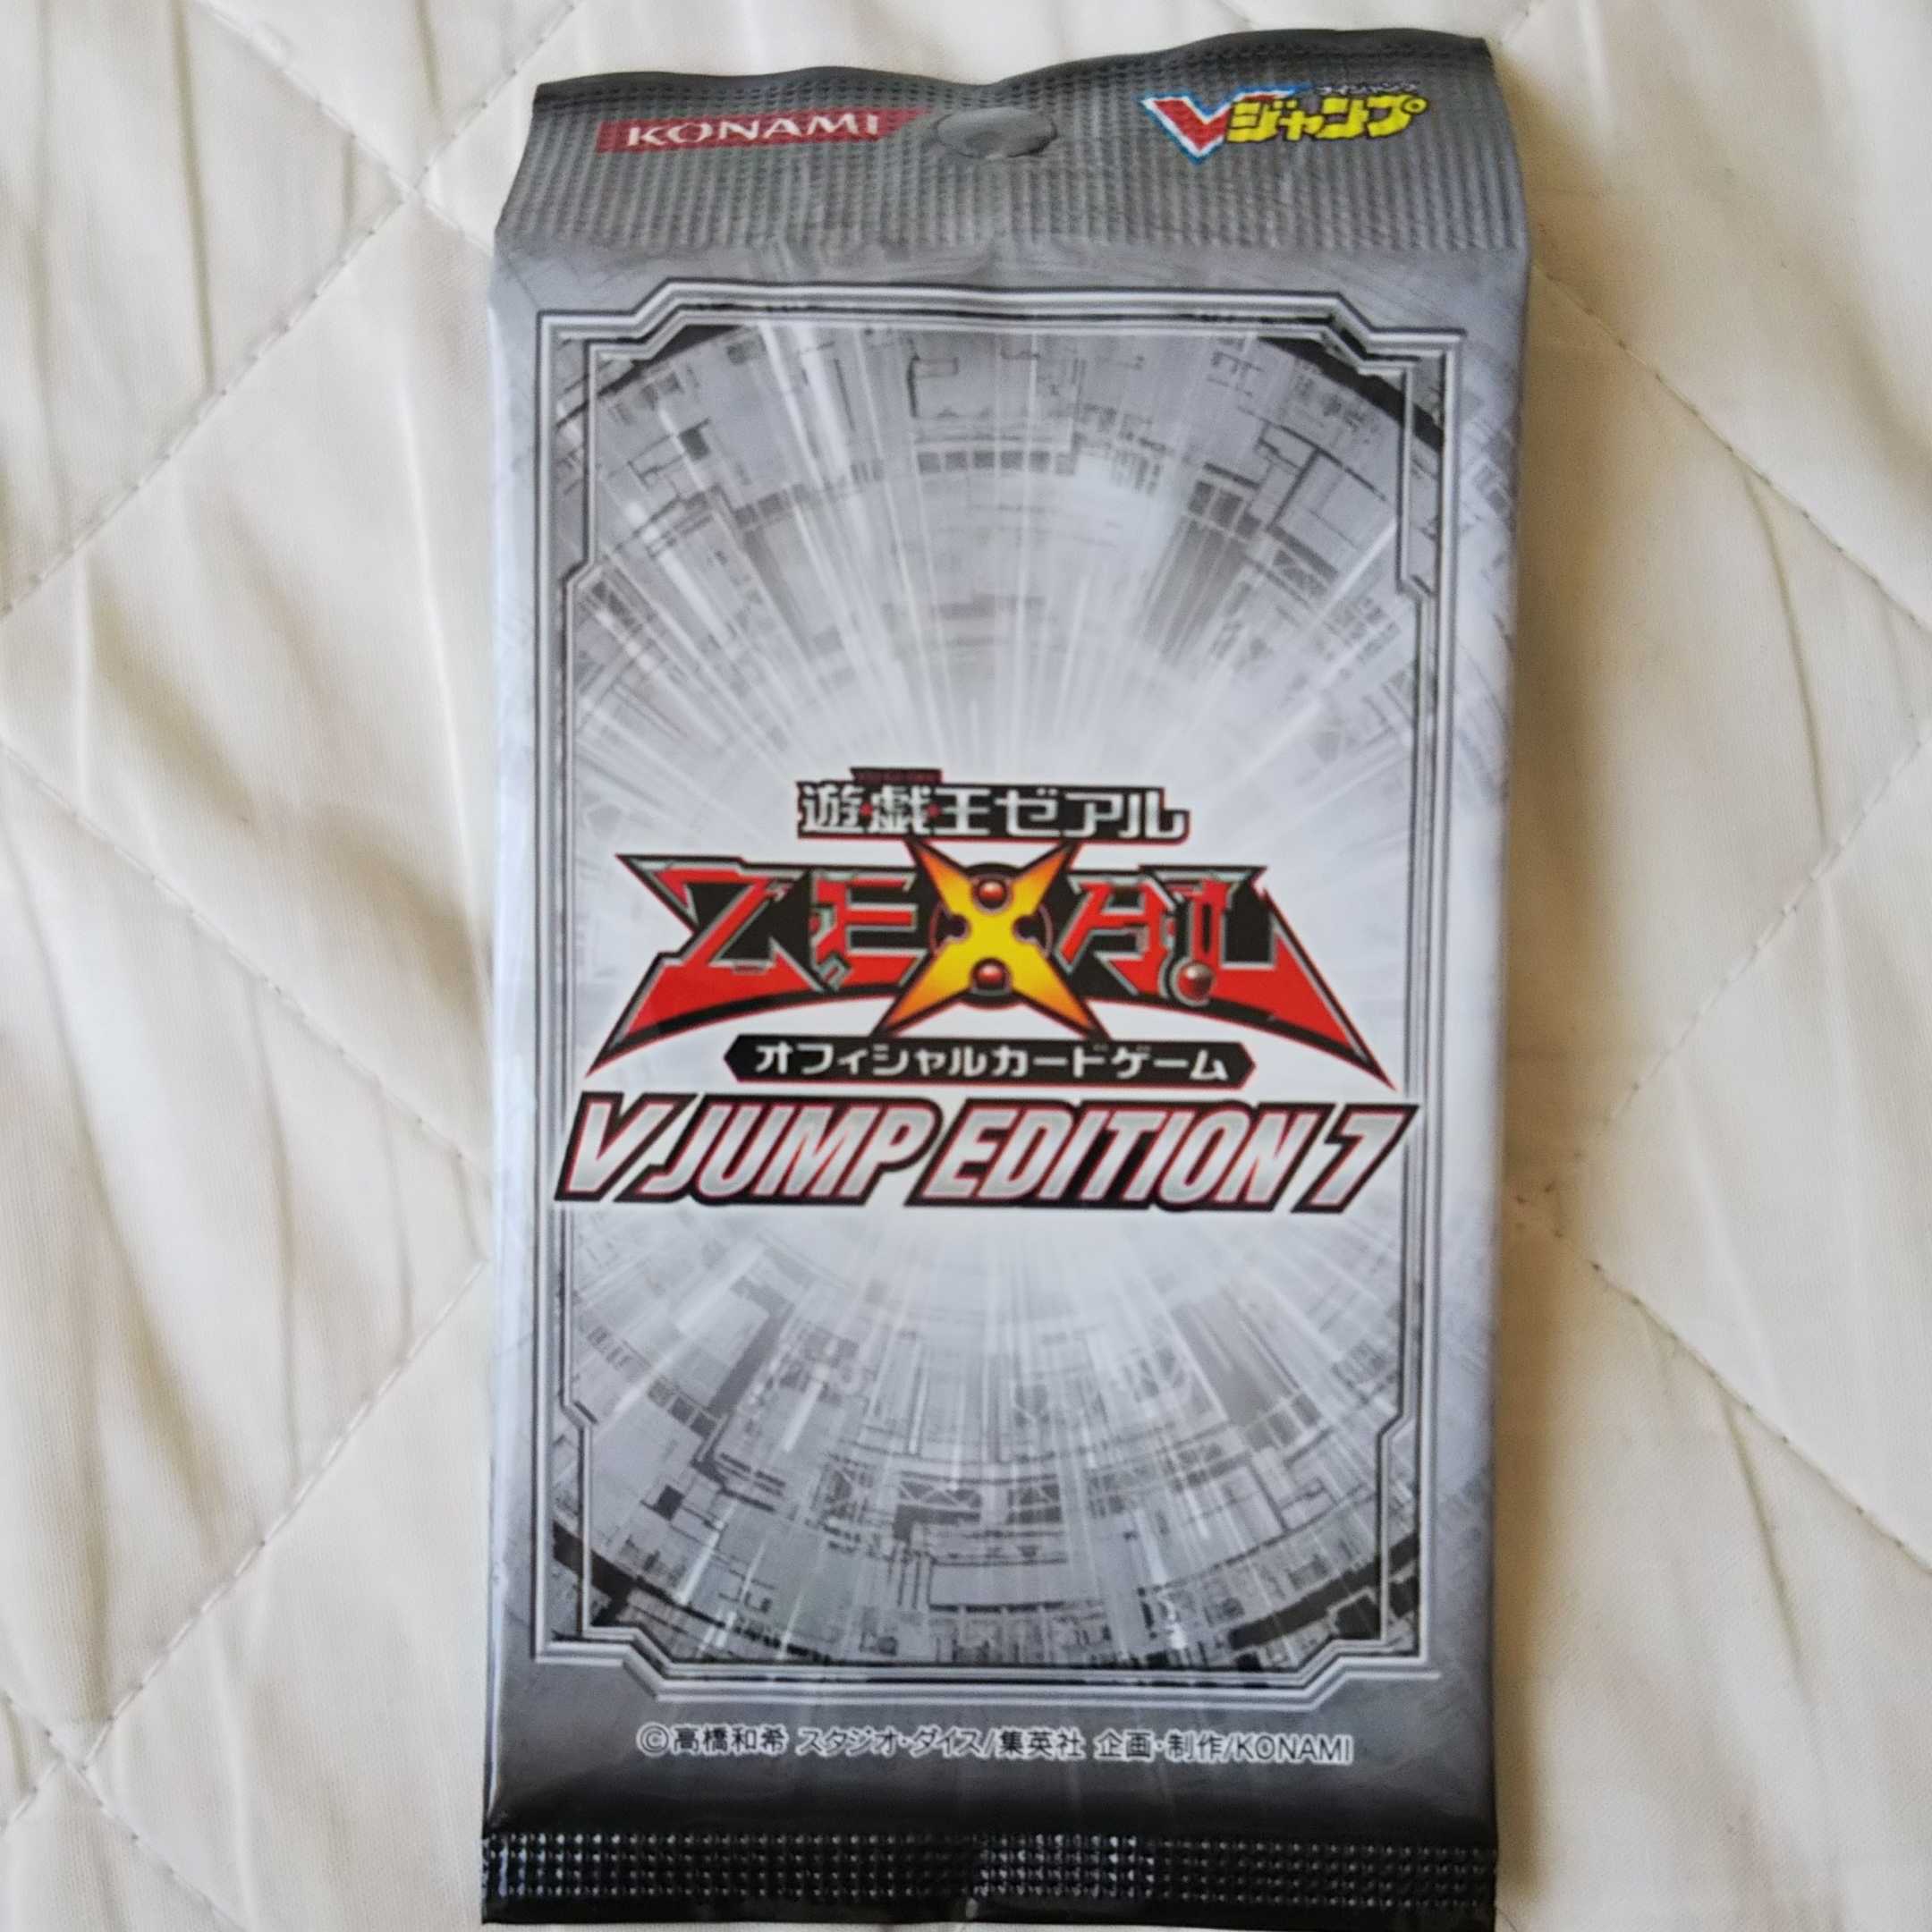 KONAMI
Vジャンプ
遊戯王ゼアル
ZEXAL
オフィシャルカードゲーム
V JUMP EDITION 7
©高橋和希 スタジオ・ダイス/集英社 企画・制作/KONAMI